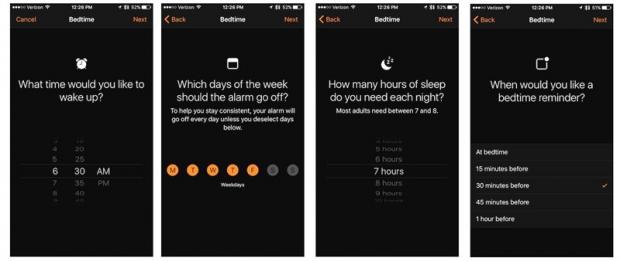 Verizon 12:26 PM 52%
Cancel Bedtime Next
What time would you like to
wake up?
4 20
5 25
6 30 AM
7 35 PM
8 40
Verizon 12:26 PM 52%
Back Bedtime Next
Which days of the week
should the alarm go off?
To help you stay consistent, your alarm will
go off every day unless you deselect days
below.
M T W T F S S
Weekdays
Verizon 12:26 PM 52%
Back Bedtime Next
How many hours of sleep
do you need each night?
Most adults need between 7 and 8.
5 hours
6 hours
7 hours
8 hours
9 hours
Verizon 12:26 PM 51%
Back Bedtime Next
When would you like a
bedtime reminder?
At bedtime
15 minutes before
30 minutes before
45 minutes before
1 hour before